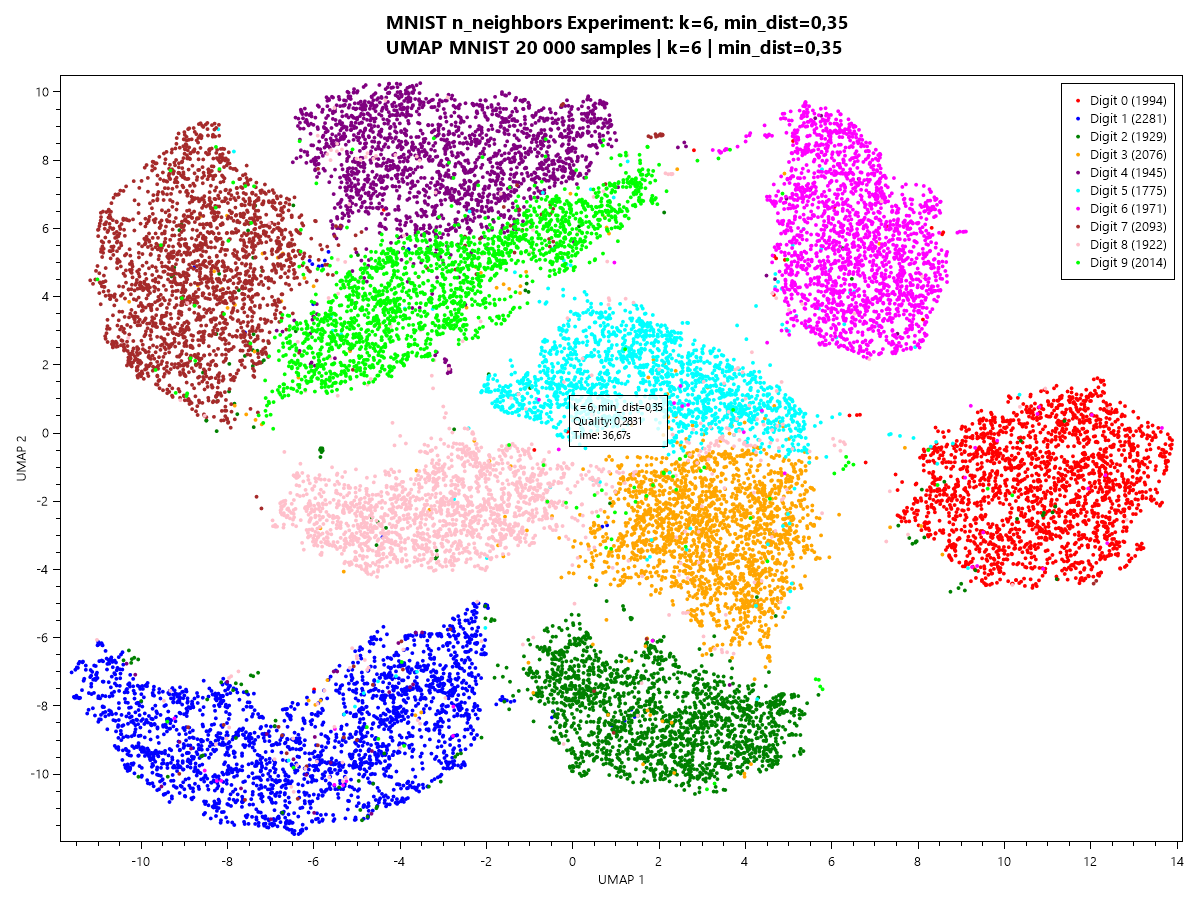 MNIST n_neighbors Experiment: k=6, min_dist=0,35
UMAP MNIST 20 000 samples | k=6 | min_dist=0,35
Digit 0 (1994)
Digit 1 (2281)
Digit 2 (1929)
Digit 3 (2076)
Digit 4 (1945)
Digit 5 (1775)
Digit 6 (1971)
Digit 7 (2093)
Digit 8 (1922)
Digit 9 (2014)
k=6, min_dist=0,35
Quality: 0,2831
Time: 36,67s
UMAP 2
10
8
6
4
2
0
-2
-4
-6
-8
-10
-10
-8
-6
-4
-2
0
2
4
6
8
10
12
14
UMAP 1